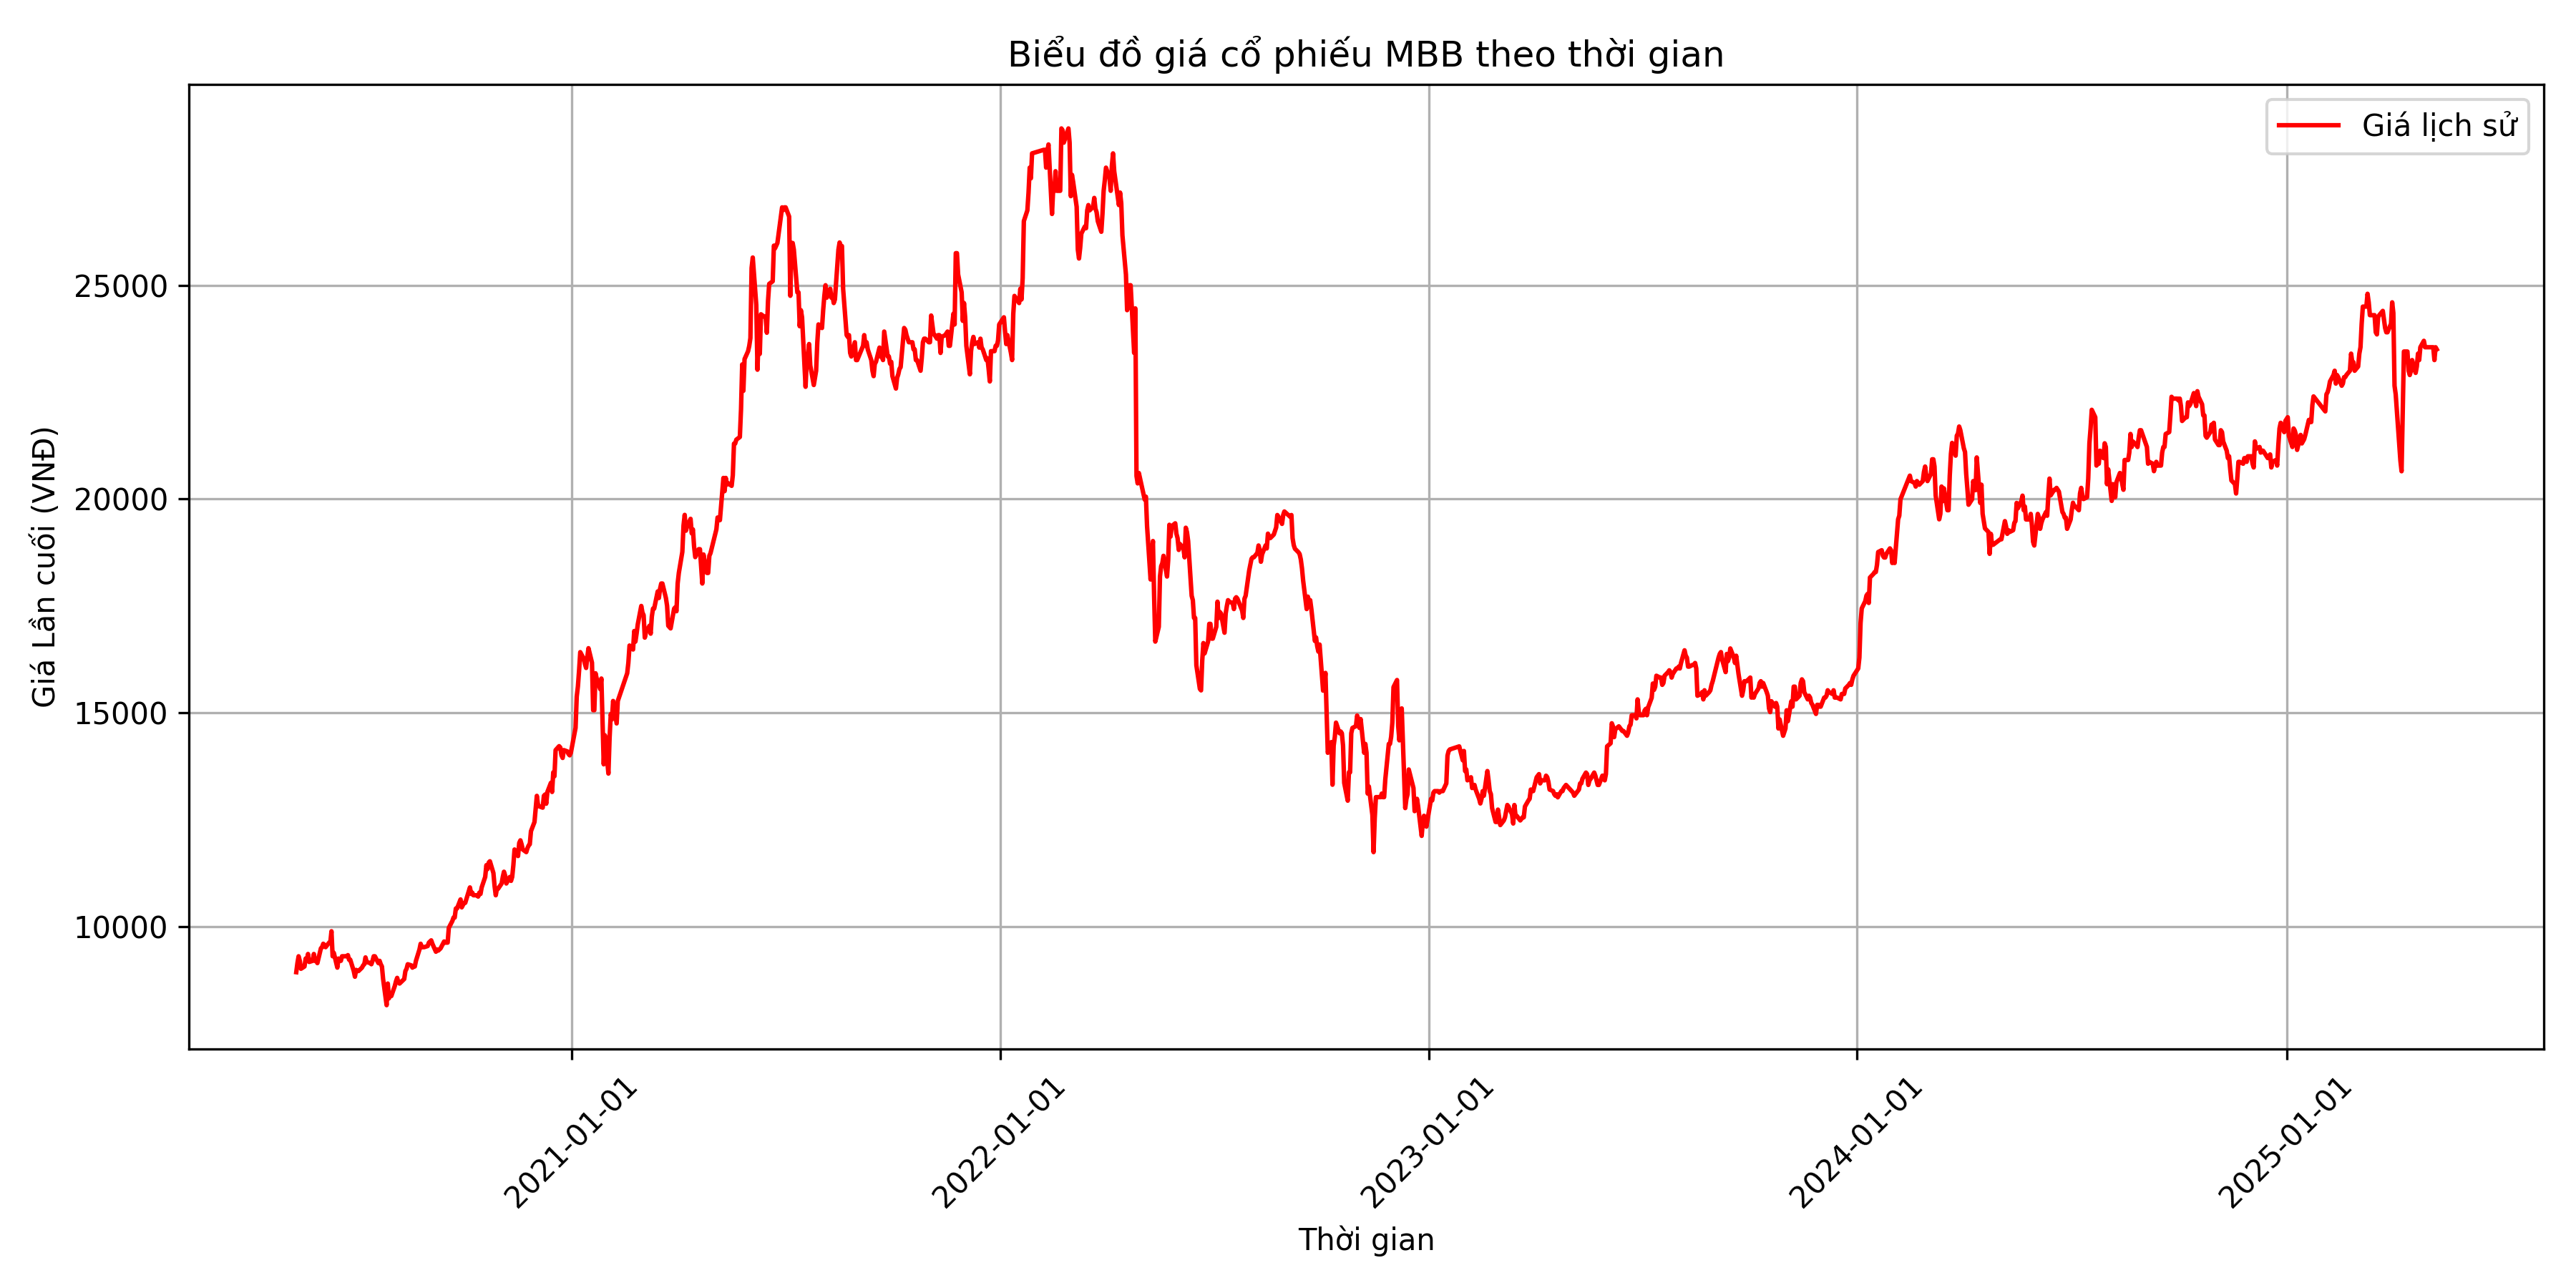 Biểu đồ giá cổ phiếu MBB theo thời gian
Giá lịch sử
Giá Lần cuối (VNĐ)
25000
20000
15000
10000
2021-01-01
2022-01-01
2023-01-01
2024-01-01
2025-01-01
Thời gian